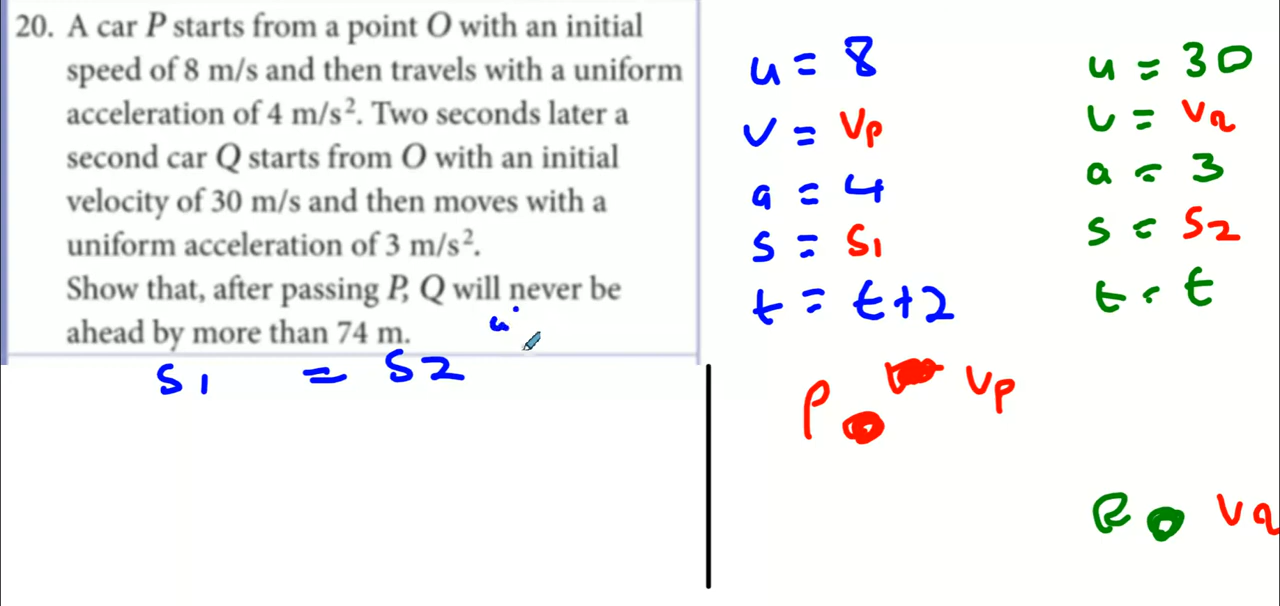 20. A car P starts from a point O with an initial
speed of 8 m/s and then travels with a uniform
acceleration of 4 m/s². Two seconds later a
second car Q starts from O with an initial
velocity of 30 m/s and then moves with a
uniform acceleration of 3 m/s².
Show that, after passing P, Q will never be
ahead by more than 74 m.
S1 = S2
u = 8
v = Vp
a = 4
s = S1
t = t+2
u = 30
v = V2
a = 3
s = S2
t = t
P Vp
V2